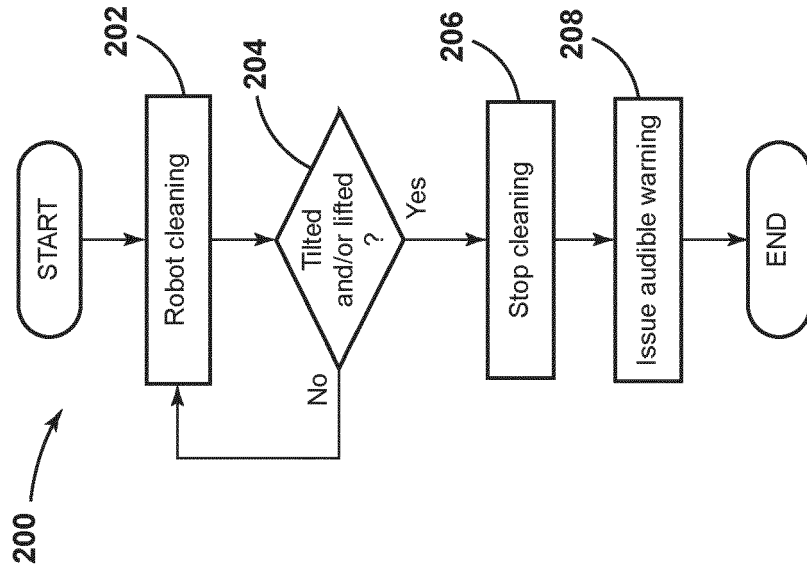 200
START
202
Robot cleaning
204
Tilted
and/or lifted
?
No
Yes
206
Stop cleaning
208
Issue audible warning
END